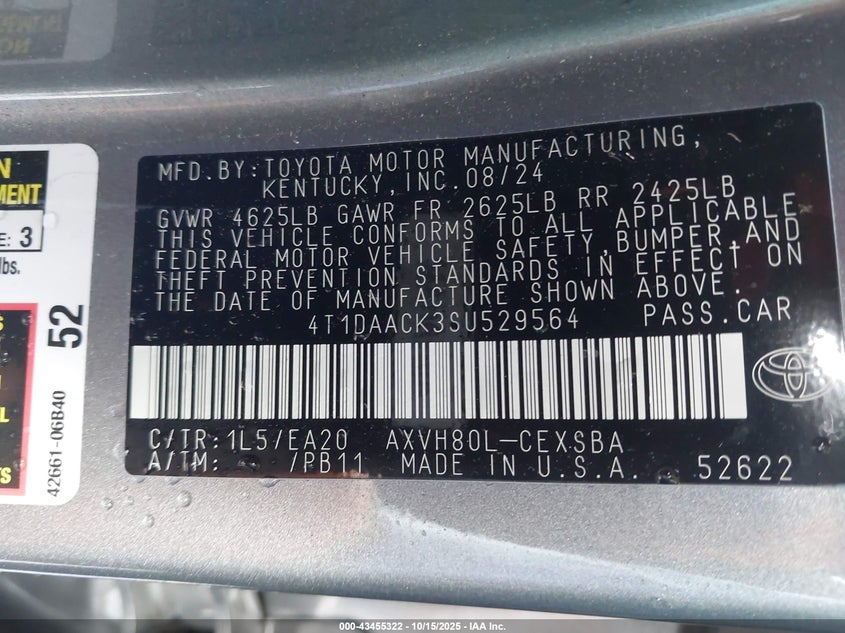 MFD.BY:TOYOTA MOTOR MANUFACTURING,
KENTUCKY,INC.08/24
GVWR 4625LB GAWR FR 2625LB RR 2425LB
THIS VEHICLE CONFORMS TO ALL APPLICABLE
FEDERAL MOTOR VEHICLE SAFETY,BUMPER,AND
THEFT PREVENTION STANDARDS IN EFFECT ON
THE DATE OF MANUFACTURE SHOWN ABOVE.
4T1DAACK3SU529564 PASS.CAR
C/TR:1L5/EA20 AXVH80L-CEXSBA
A/TM: /PB11 MADE IN U.S.A. 52622
E: 3
lbs.
52
42661-06B40
000-43455322 - 10/15/2025 - IAA Inc.